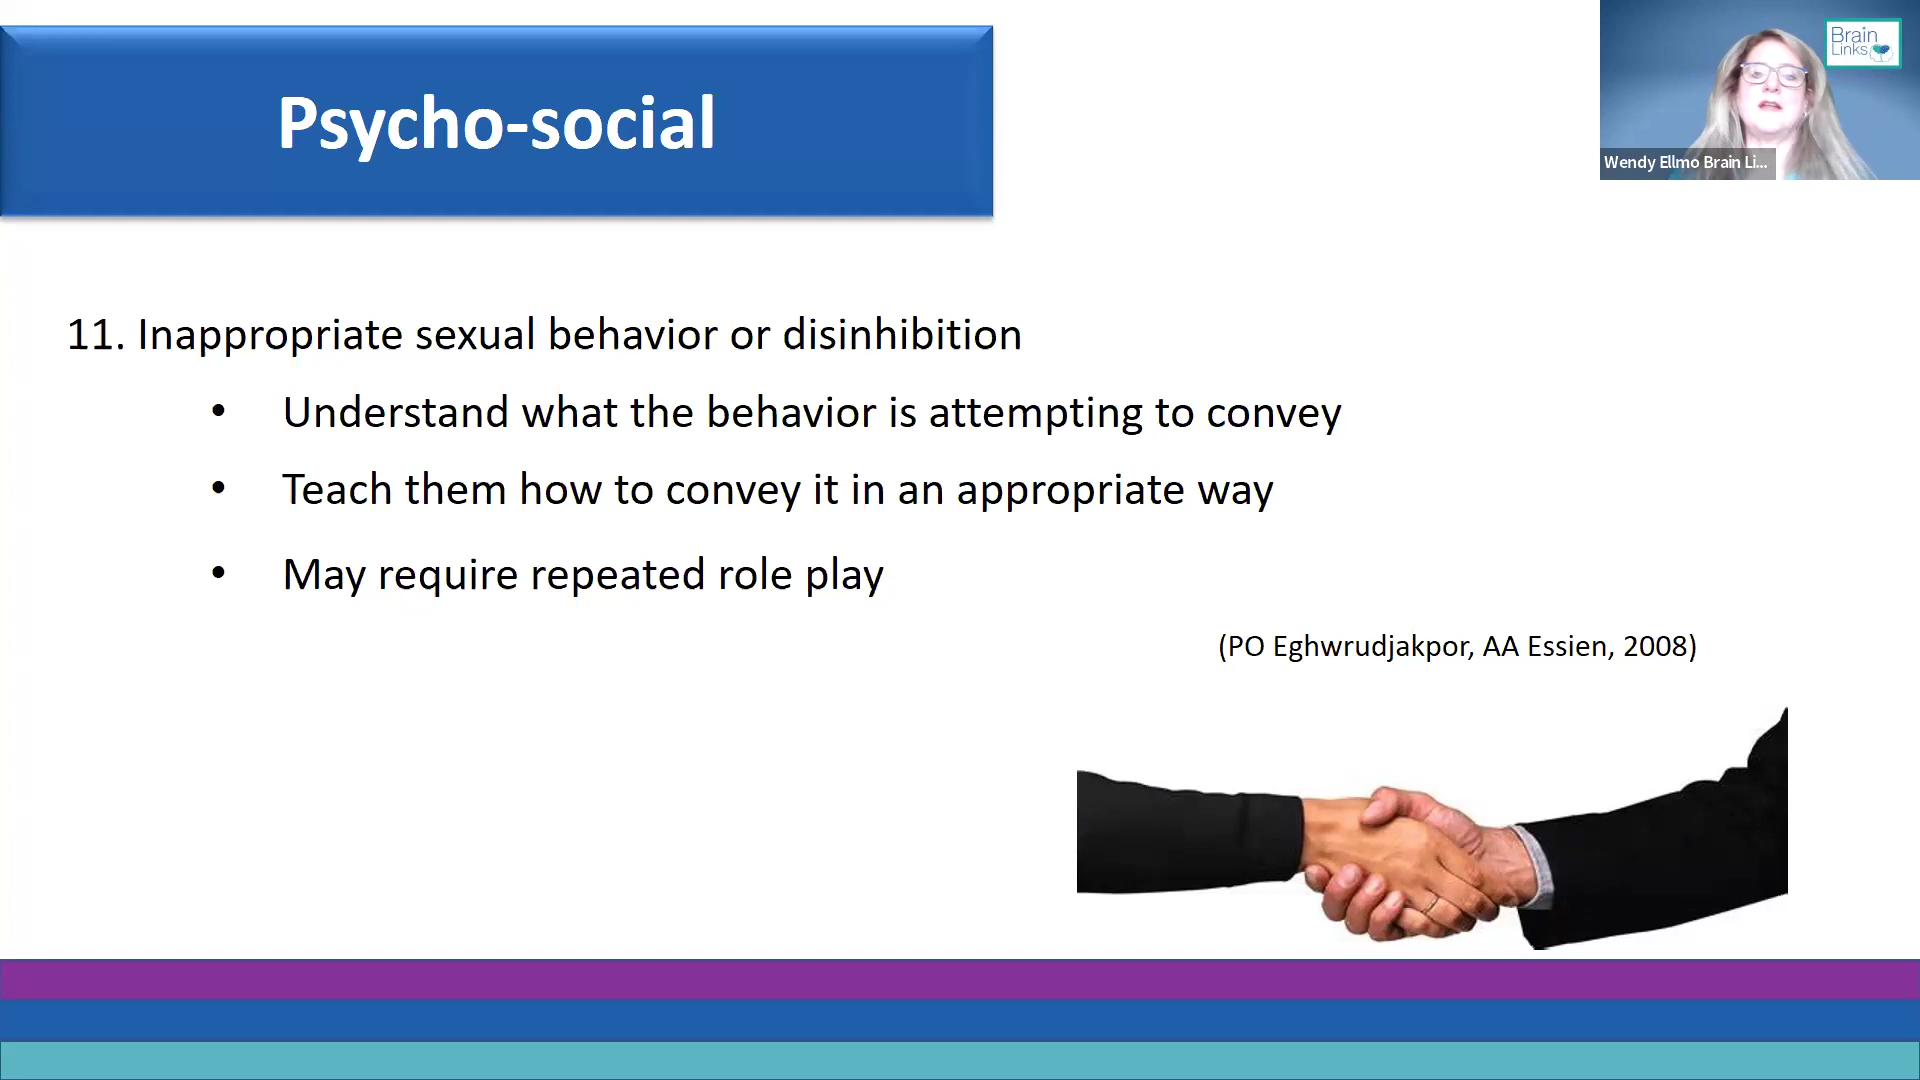 Psycho-social
Brain
Links
Wendy Ellmo Brain Li...
11. Inappropriate sexual behavior or disinhibition
• Understand what the behavior is attempting to convey
• Teach them how to convey it in an appropriate way
• May require repeated role play
(PO Eghwrudjakpor, AA Essien, 2008)